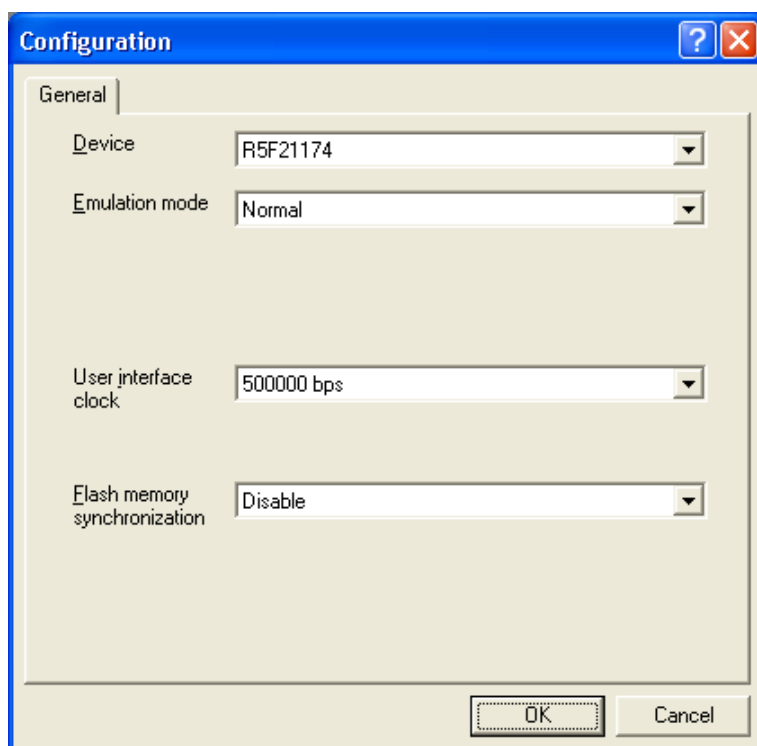 Configuration
General
Device
R5F21174
Emulation mode
Normal
User interface
clock
500000 bps
Flash memory
synchronization
Disable
OK
Cancel